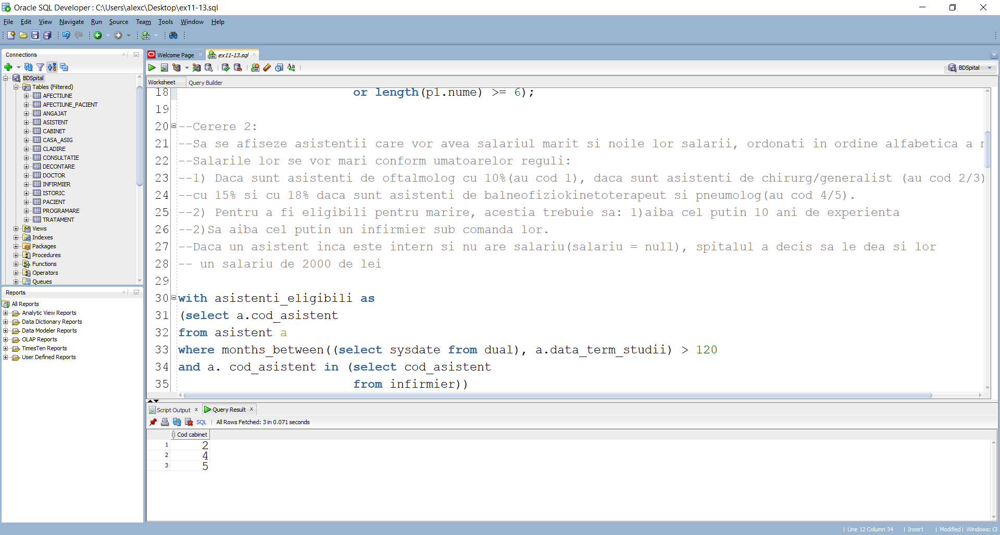 Oracle SQL Developer : C:\Users\alexc\Desktop\ex11-13.sql
File Edit View Navigate Run Source Team Tools Window Help
Connections
BDSpital
Tables (Filtered)
AFECTIUNE
AFECTIUNE_PACIENT
ANGAJAT
ASISTENT
CABINET
CASA_ASIG
CLADIRE
CONSULTATIE
DECONTARE
DOCTOR
INFIRMIER
ISTORIC
PACIENT
PROGRAMARE
TRATAMENT
Views
Indexes
Packages
Procedures
Functions
Operators
Queues
Reports
All Reports
Analytic View Reports
Data Dictionary Reports
Data Modeler Reports
OLAP Reports
TimesTen Reports
User Defined Reports
Welcome Page
ex11-13.sql
BDSpital
Worksheet Query Builder
18 or length(p1.nume) >= 6);
19
20 --Cerere 2:
21 --Sa se afiseze asistentii care vor avea salariul marit si noile lor salarii, ordonati in ordine alfabetica a
22 --Salarile lor se vor mari conform umatoarelor reguli:
23 --1) Daca sunt asistenti de oftalmolog cu 10%(au cod 1), daca sunt asistenti de chirurg/generalist (au cod 2/3)
24 --cu 15% si cu 18% daca sunt asistenti de balneofiziokinetoterapeut si pneumolog(au cod 4/5).
25 --2) Pentru a fi eligibili pentru marire, acestia trebuie sa: 1)aiba cel putin 10 ani de experienta
26 --2)Sa aiba cel putin un infirmier sub comanda lor.
27 --Daca un asistent inca este intern si nu are salariu(salariu = null), spitalul a decis sa le dea si lor
28 -- un salariu de 2000 de lei
29
30 with asistenti_eligibili as
31 (select a.cod_asistent
32 from asistent a
33 where months_between((select sysdate from dual), a.data_term_studii) > 120
34 and a. cod_asistent in (select cod_asistent
35 from infirmier))
Script Output x Query Result x
SQL | All Rows Fetched: 3 in 0.071 seconds
Cod cabinet
1 2
2 4
3 5
| Line 12 Column 34 | Insert | Modified | Windows: